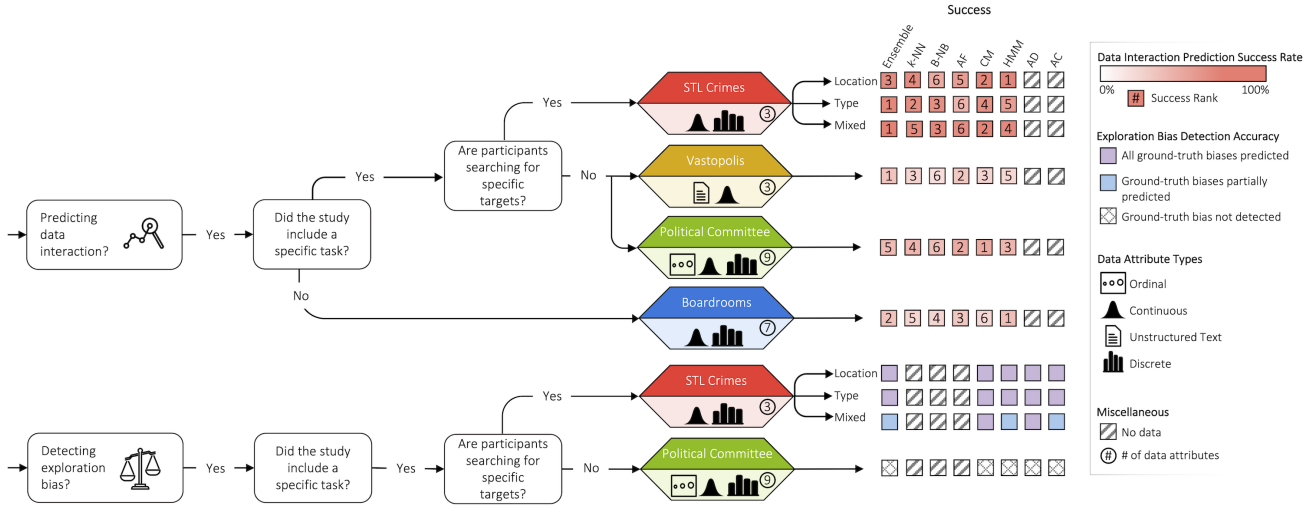 Success
Ensemble
k-NN
B-NB
AF
CM
HMM
AD
AC
Predicting
data
interaction?
Yes
Did the study
include a
specific task?
Yes
No
Are participants
searching for
specific
targets?
Yes
No
STL Crimes
3
Location
3 4 6 5 2 1
Type
1 2 3 6 4 5
Mixed
1 5 3 6 2 4
Vastopolis
3
1 3 6 2 3 5
Political Committee
9
5 4 6 2 1 3
Boardrooms
7
2 5 4 3 6 1
Detecting
exploration
bias?
Yes
Did the study
include a
specific task?
Yes
Are participants
searching for
specific
targets?
Yes
No
STL Crimes
3
Location
Type
Mixed
Political Committee
9
Data Interaction Prediction Success Rate
0% 100%
# Success Rank
Exploration Bias Detection Accuracy
All ground-truth biases predicted
Ground-truth biases partially
predicted
Ground-truth bias not detected
Data Attribute Types
Ordinal
Continuous
Unstructured Text
Discrete
Miscellaneous
No data
# # of data attributes